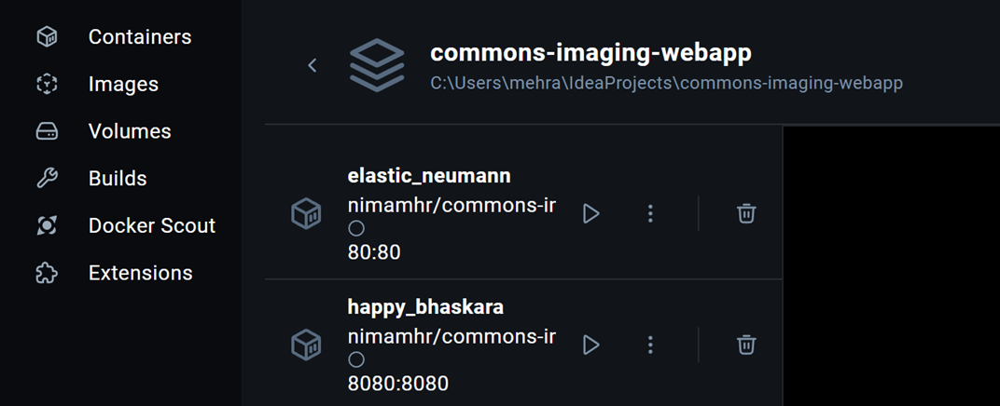 Containers
Images
Volumes
Builds
Docker Scout
Extensions
commons-imaging-webapp
C:\Users\mehra\IdeaProjects\commons-imaging-webapp
elastic_neumann
nimamhr/commons-ir
80:80
happy_bhaskara
nimamhr/commons-ir
8080:8080